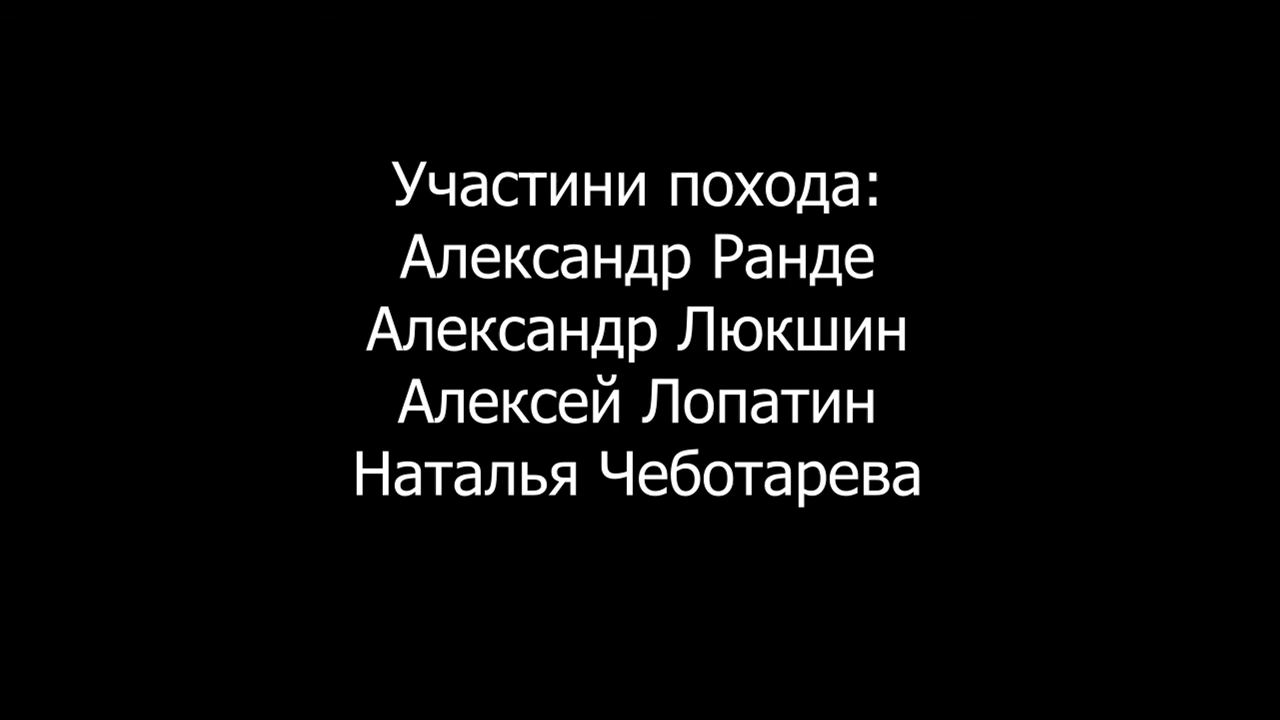 Участини похода:
Александр Ранде
Александр Люкшин
Алексей Лопатин
Наталья Чеботарева